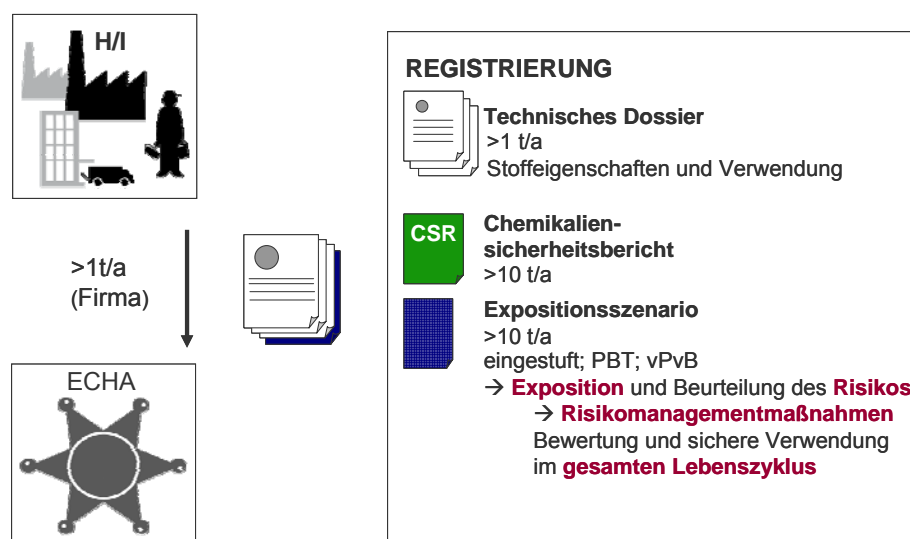 H/I
>1t/a
(Firma)
ECHA
REGISTRIERUNG
Technisches Dossier
>1 t/a
Stoffeigenschaften und Verwendung
CSR
Chemikalien-
sicherheitsbericht
>10 t/a
Expositionsszenario
>10 t/a
eingestuft; PBT; vPvB
→ Exposition und Beurteilung des Risikos
→ Risikomanagementmaßnahmen
Bewertung und sichere Verwendung
im gesamten Lebenszyklus